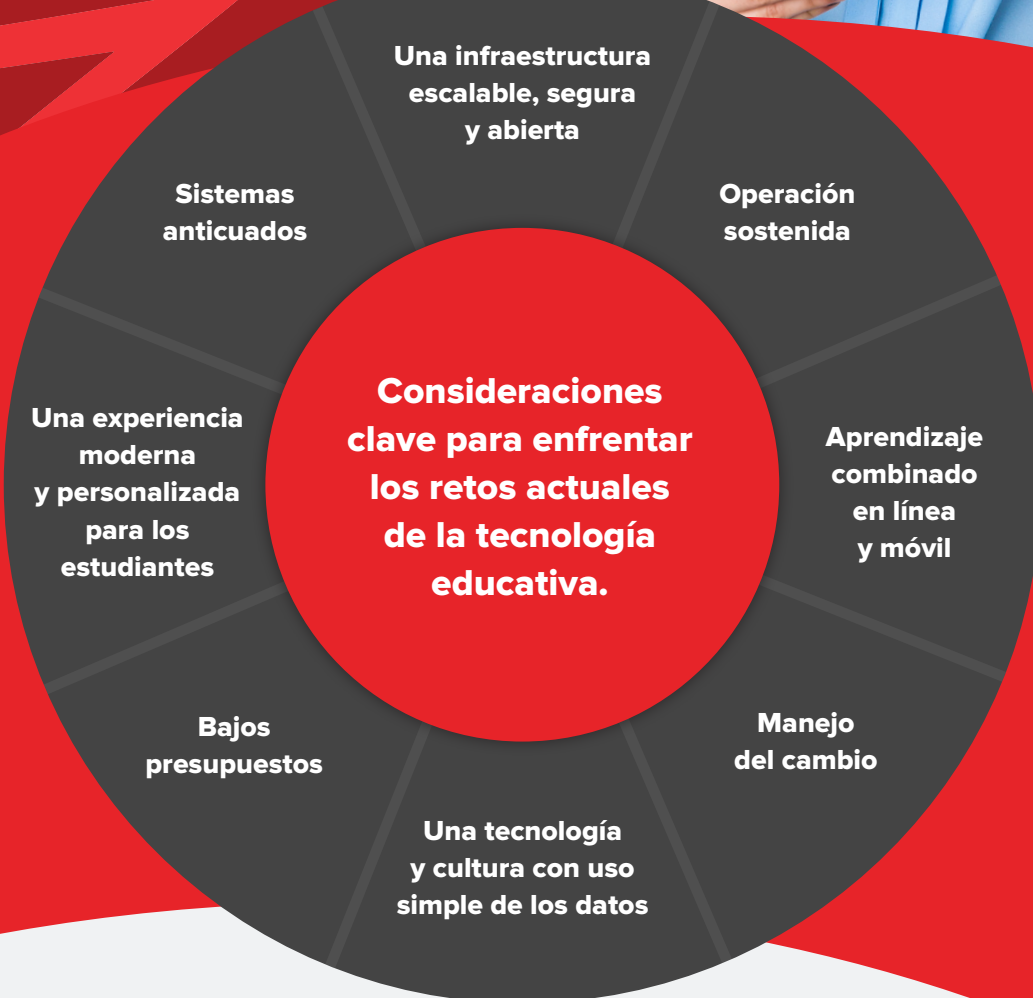 Una infraestructura
escalable, segura
y abierta
Operación
sostenida
Aprendizaje
combinado
en línea
y móvil
Manejo
del cambio
Una tecnología
y cultura con uso
simple de los datos
Bajos
presupuestos
Una experiencia
moderna
y personalizada
para los
estudiantes
Sistemas
anticuados
Consideraciones
clave para enfrentar
los retos actuales
de la tecnología
educativa.